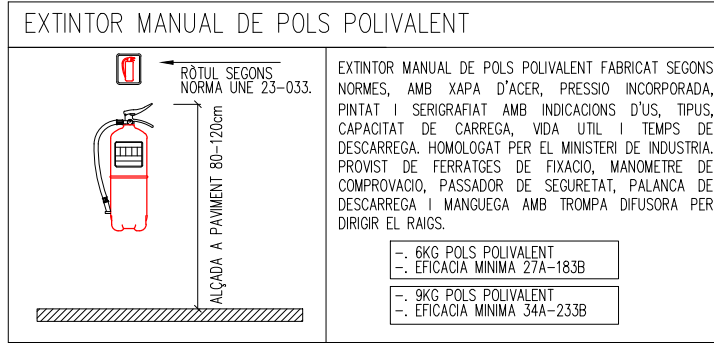 EXTINTOR MANUAL DE POLS POLIVALENT
RÒTUL SEGONS
NORMA UNE 23-033.
ALÇADA A PAVIMENT 80-120cm
EXTINTOR MANUAL DE POLS POLIVALENT FABRICAT SEGONS
NORMES, AMB XAPA D'ACER, PRESSIO INCORPORADA,
PINTAT I SERIGRAFIAT AMB INDICACIONS D'US, TIPUS,
CAPACITAT DE CARREGA, VIDA UTIL I TEMPS DE
DESCARREGA. HOMOLOGAT PER EL MINISTERI DE INDUSTRIA.
PROVIST DE FERRATGES DE FIXACIO, MANOMETRE DE
COMPROVACIO, PASSADOR DE SEGURETAT, PALANCA DE
DESCARREGA I MANGUEGA AMB TROMPA DIFUSORA PER
DIRIGIR EL RAIGS.
-. 6KG POLS POLIVALENT
-. EFICACIA MINIMA 27A-183B
-. 9KG POLS POLIVALENT
-. EFICACIA MINIMA 34A-233B